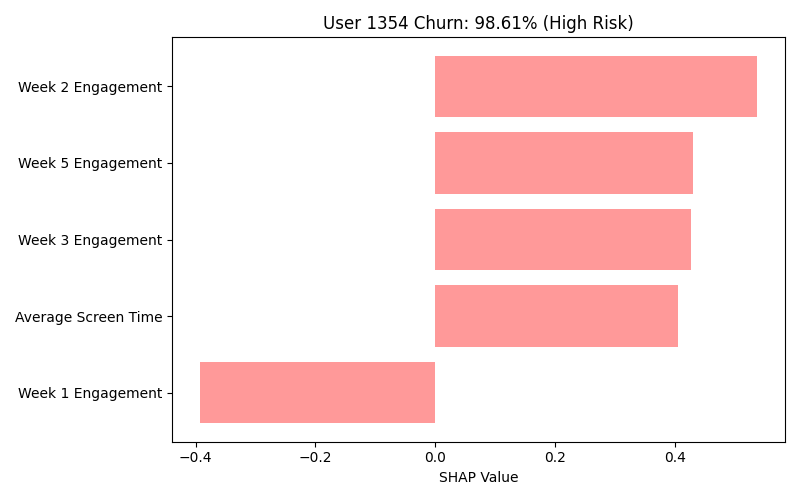 User 1354 Churn: 98.61% (High Risk)
Week 2 Engagement
Week 5 Engagement
Week 3 Engagement
Average Screen Time
Week 1 Engagement
−0.4 −0.2 0.0 0.2 0.4
SHAP Value